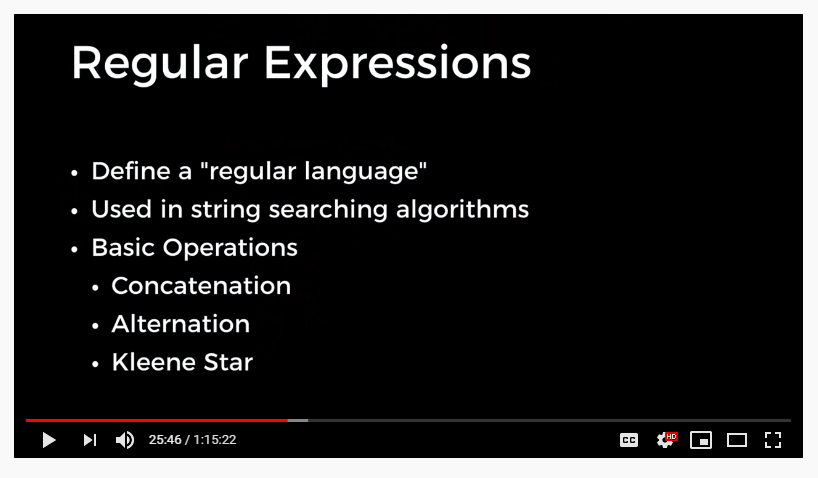 Regular Expressions
• Define a "regular language"
• Used in string searching algorithms
• Basic Operations
• Concatenation
• Alternation
• Kleene Star
25:46 / 1:15:22
CC
HD